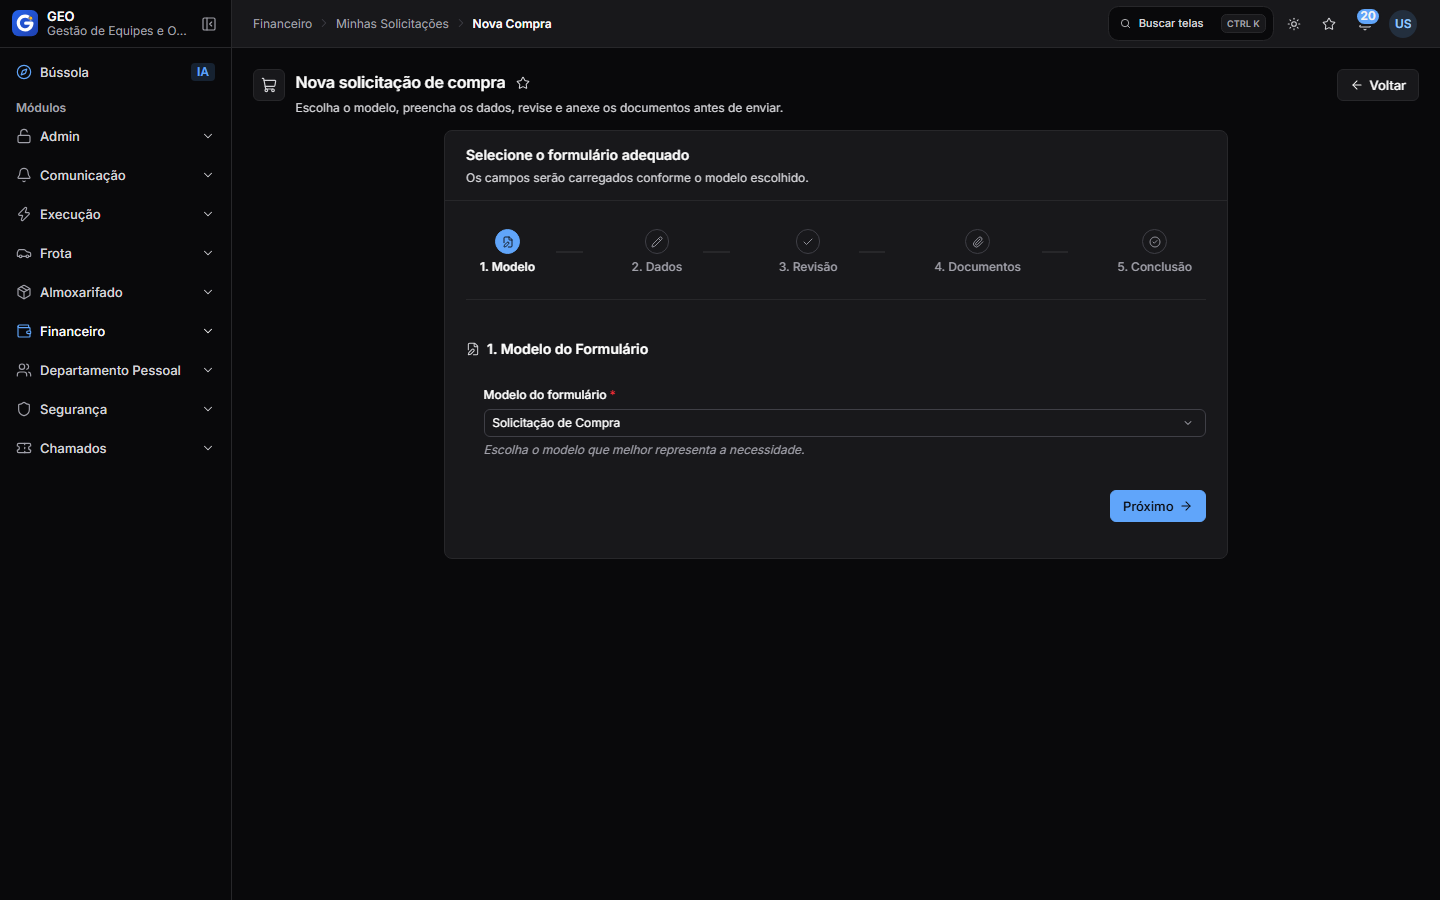 GEO
Gestão de Equipes e O...
Financeiro
Minhas Solicitações
Nova Compra
Buscar telas
CTRL K
20
US
Bússola
IA
Módulos
Admin
Comunicação
Execução
Frota
Almoxarifado
Financeiro
Departamento Pessoal
Segurança
Chamados
Nova solicitação de compra
Escolha o modelo, preencha os dados, revise e anexe os documentos antes de enviar.
Voltar
Selecione o formulário adequado
Os campos serão carregados conforme o modelo escolhido.
1. Modelo
2. Dados
3. Revisão
4. Documentos
5. Conclusão
1. Modelo do Formulário
Modelo do formulário *
Solicitação de Compra
Escolha o modelo que melhor representa a necessidade.
Próximo